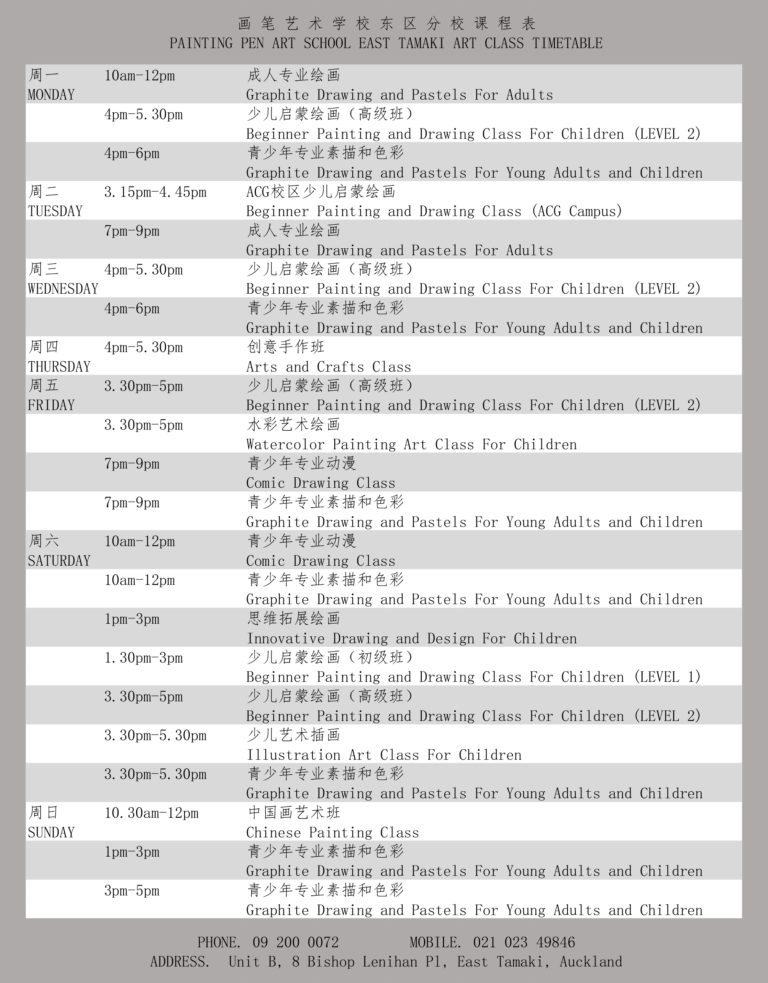 画笔艺术学校东区分校课程表
PAINTING PEN ART SCHOOL EAST TAMAKI ART CLASS TIMETABLE
周一 10am-12pm 成人专业绘画
MONDAY Graphite Drawing and Pastels For Adults
4pm-5.30pm 少儿启蒙绘画（高级班）
Beginner Painting and Drawing Class For Children (LEVEL 2)
4pm-6pm 青少年专业素描和色彩
Graphite Drawing and Pastels For Young Adults and Children
周二 3.15pm-4.45pm ACG校区少儿启蒙绘画
TUESDAY Beginner Painting and Drawing Class (ACG Campus)
7pm-9pm 成人专业绘画
Graphite Drawing and Pastels For Adults
周三 4pm-5.30pm 少儿启蒙绘画（高级班）
WEDNESDAY Beginner Painting and Drawing Class For Children (LEVEL 2)
4pm-6pm 青少年专业素描和色彩
Graphite Drawing and Pastels For Young Adults and Children
周四 4pm-5.30pm 创意手作班
THURSDAY Arts and Crafts Class
周五 3.30pm-5pm 少儿启蒙绘画（高级班）
FRIDAY Beginner Painting and Drawing Class For Children (LEVEL 2)
3.30pm-5pm 水彩艺术绘画
Watercolor Painting Art Class For Children
7pm-9pm 青少年专业动漫
Comic Drawing Class
7pm-9pm 青少年专业素描和色彩
Graphite Drawing and Pastels For Young Adults and Children
周六 10am-12pm 青少年专业动漫
SATURDAY Comic Drawing Class
10am-12pm 青少年专业素描和色彩
Graphite Drawing and Pastels For Young Adults and Children
1pm-3pm 思维拓展绘画
Innovative Drawing and Design For Children
1.30pm-3pm 少儿启蒙绘画（初级班）
Beginner Painting and Drawing Class For Children (LEVEL 1)
3.30pm-5pm 少儿启蒙绘画（高级班）
Beginner Painting and Drawing Class For Children (LEVEL 2)
3.30pm-5.30pm 少儿艺术插画
Illustration Art Class For Children
3.30pm-5.30pm 青少年专业素描和色彩
Graphite Drawing and Pastels For Young Adults and Children
周日 10.30am-12pm 中国画艺术班
SUNDAY Chinese Painting Class
1pm-3pm 青少年专业素描和色彩
Graphite Drawing and Pastels For Young Adults and Children
3pm-5pm 青少年专业素描和色彩
Graphite Drawing and Pastels For Young Adults and Children
PHONE. 09 200 0072 MOBILE. 021 023 49846
ADDRESS. Unit B, 8 Bishop Lenihan Pl, East Tamaki, Auckland